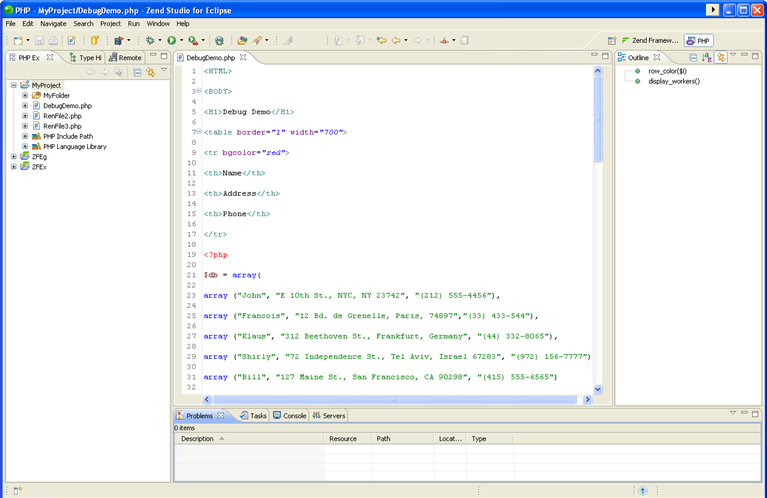 PHP - MyProject/DebugDemo.php - Zend Studio for Eclipse
File Edit Navigate Source Search Project Run Window Help
Zend Framew... PHP
PHP Ex Type Hi Remote
MyProject
MyFolder
DebugDemo.php
RenFile2.php
RenFile3.php
PHP Include Path
PHP Language Library
ZFEg
ZFEx
DebugDemo.php
1 <HTML>
2
3 <BODY>
4
5 <H1>Debug Demo</H1>
6
7 <table border="1" width="700">
8
9 <tr bgcolor="red">
10
11 <th>Name</th>
12
13 <th>Address</th>
14
15 <th>Phone</th>
16
17 </tr>
18
19 <?php
20
21 $db = array(
22
23 array ("John", "E 10th St., NYC, NY 23742", "(212) 555-4456"),
24
25 array ("Francois", "12 Bd. de Grenelle, Paris, 74897","(33) 433-544"),
26
27 array ("Klaus", "312 Beethoven St., Frankfurt, Germany", "(44) 332-8065"),
28
29 array ("Shirly", "72 Independence St., Tel Aviv, Israel 67283", "(972) 156-7777")
30
31 array ("Bill", "127 Maine St., San Francisco, CA 90298", "(415) 555-6565")
32
Outline
row_color($i)
display_workers()
Problems Tasks Console Servers
0 items
Description Resource Path Locat... Type